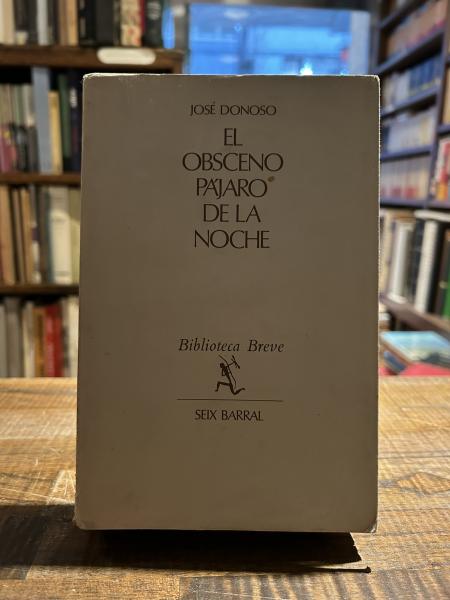 JOSÉ DONOSO
EL
OBSCENO
PÁJARO
DE LA
NOCHE
Biblioteca Breve
SEIX BARRAL